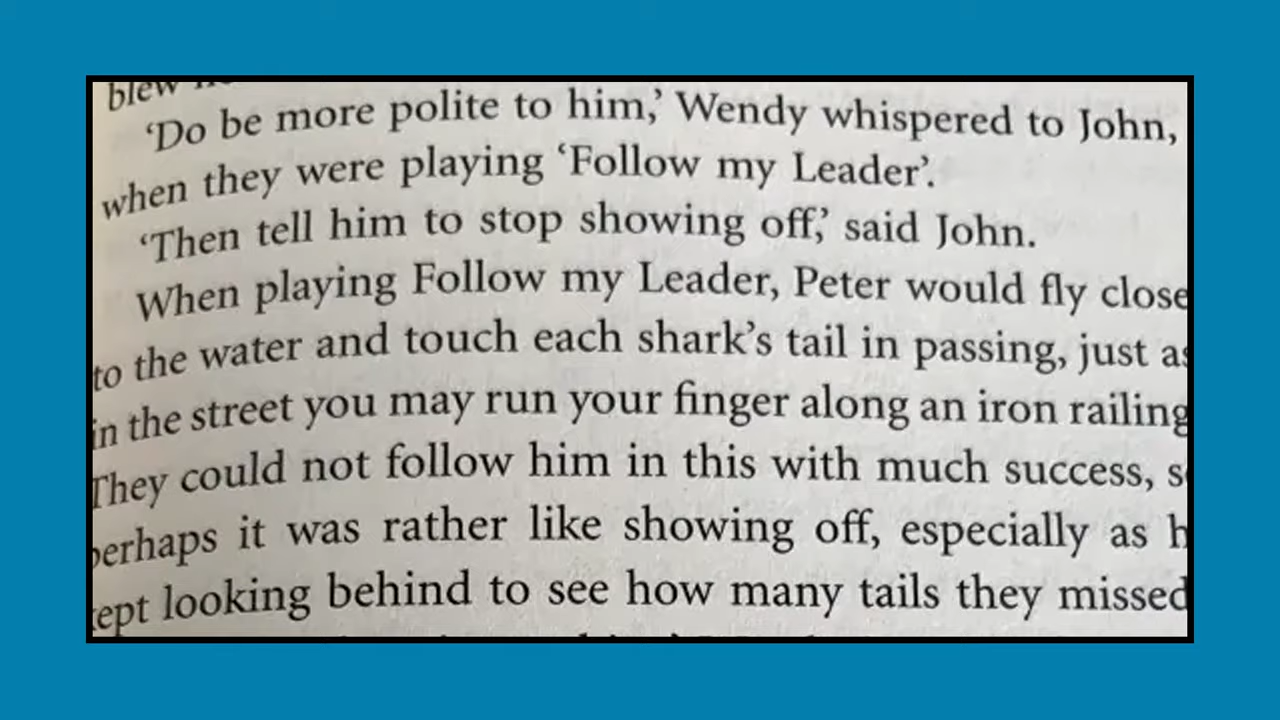 blew
‘Do be more polite to him,’ Wendy whispered to John,
when they were playing ‘Follow my Leader’.
‘Then tell him to stop showing off,’ said John.
When playing Follow my Leader, Peter would fly close
to the water and touch each shark’s tail in passing, just as
in the street you may run your finger along an iron railing
They could not follow him in this with much success, s
perhaps it was rather like showing off, especially as h
ept looking behind to see how many tails they missed